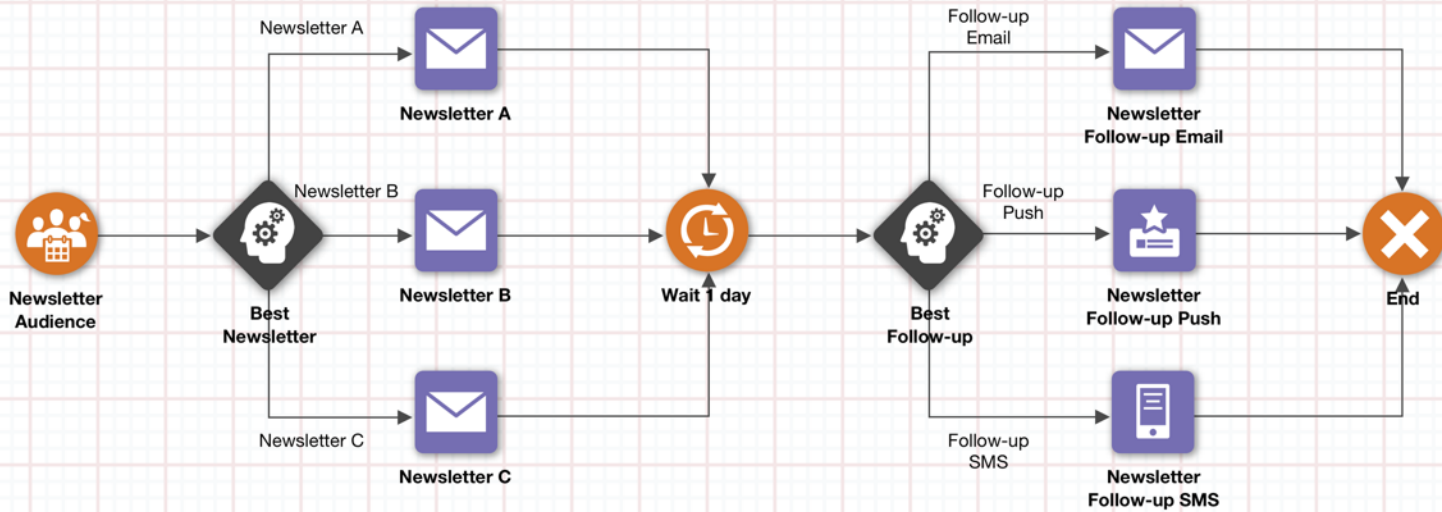 Newsletter A
Newsletter A
Follow-up
Email
Newsletter
Follow-up Email
Newsletter
Audience
Best
Newsletter
Newsletter B
Newsletter B
Wait 1 day
Best
Follow-up
Follow-up
Push
Newsletter
Follow-up Push
End
Newsletter C
Newsletter C
Follow-up
SMS
Newsletter
Follow-up SMS